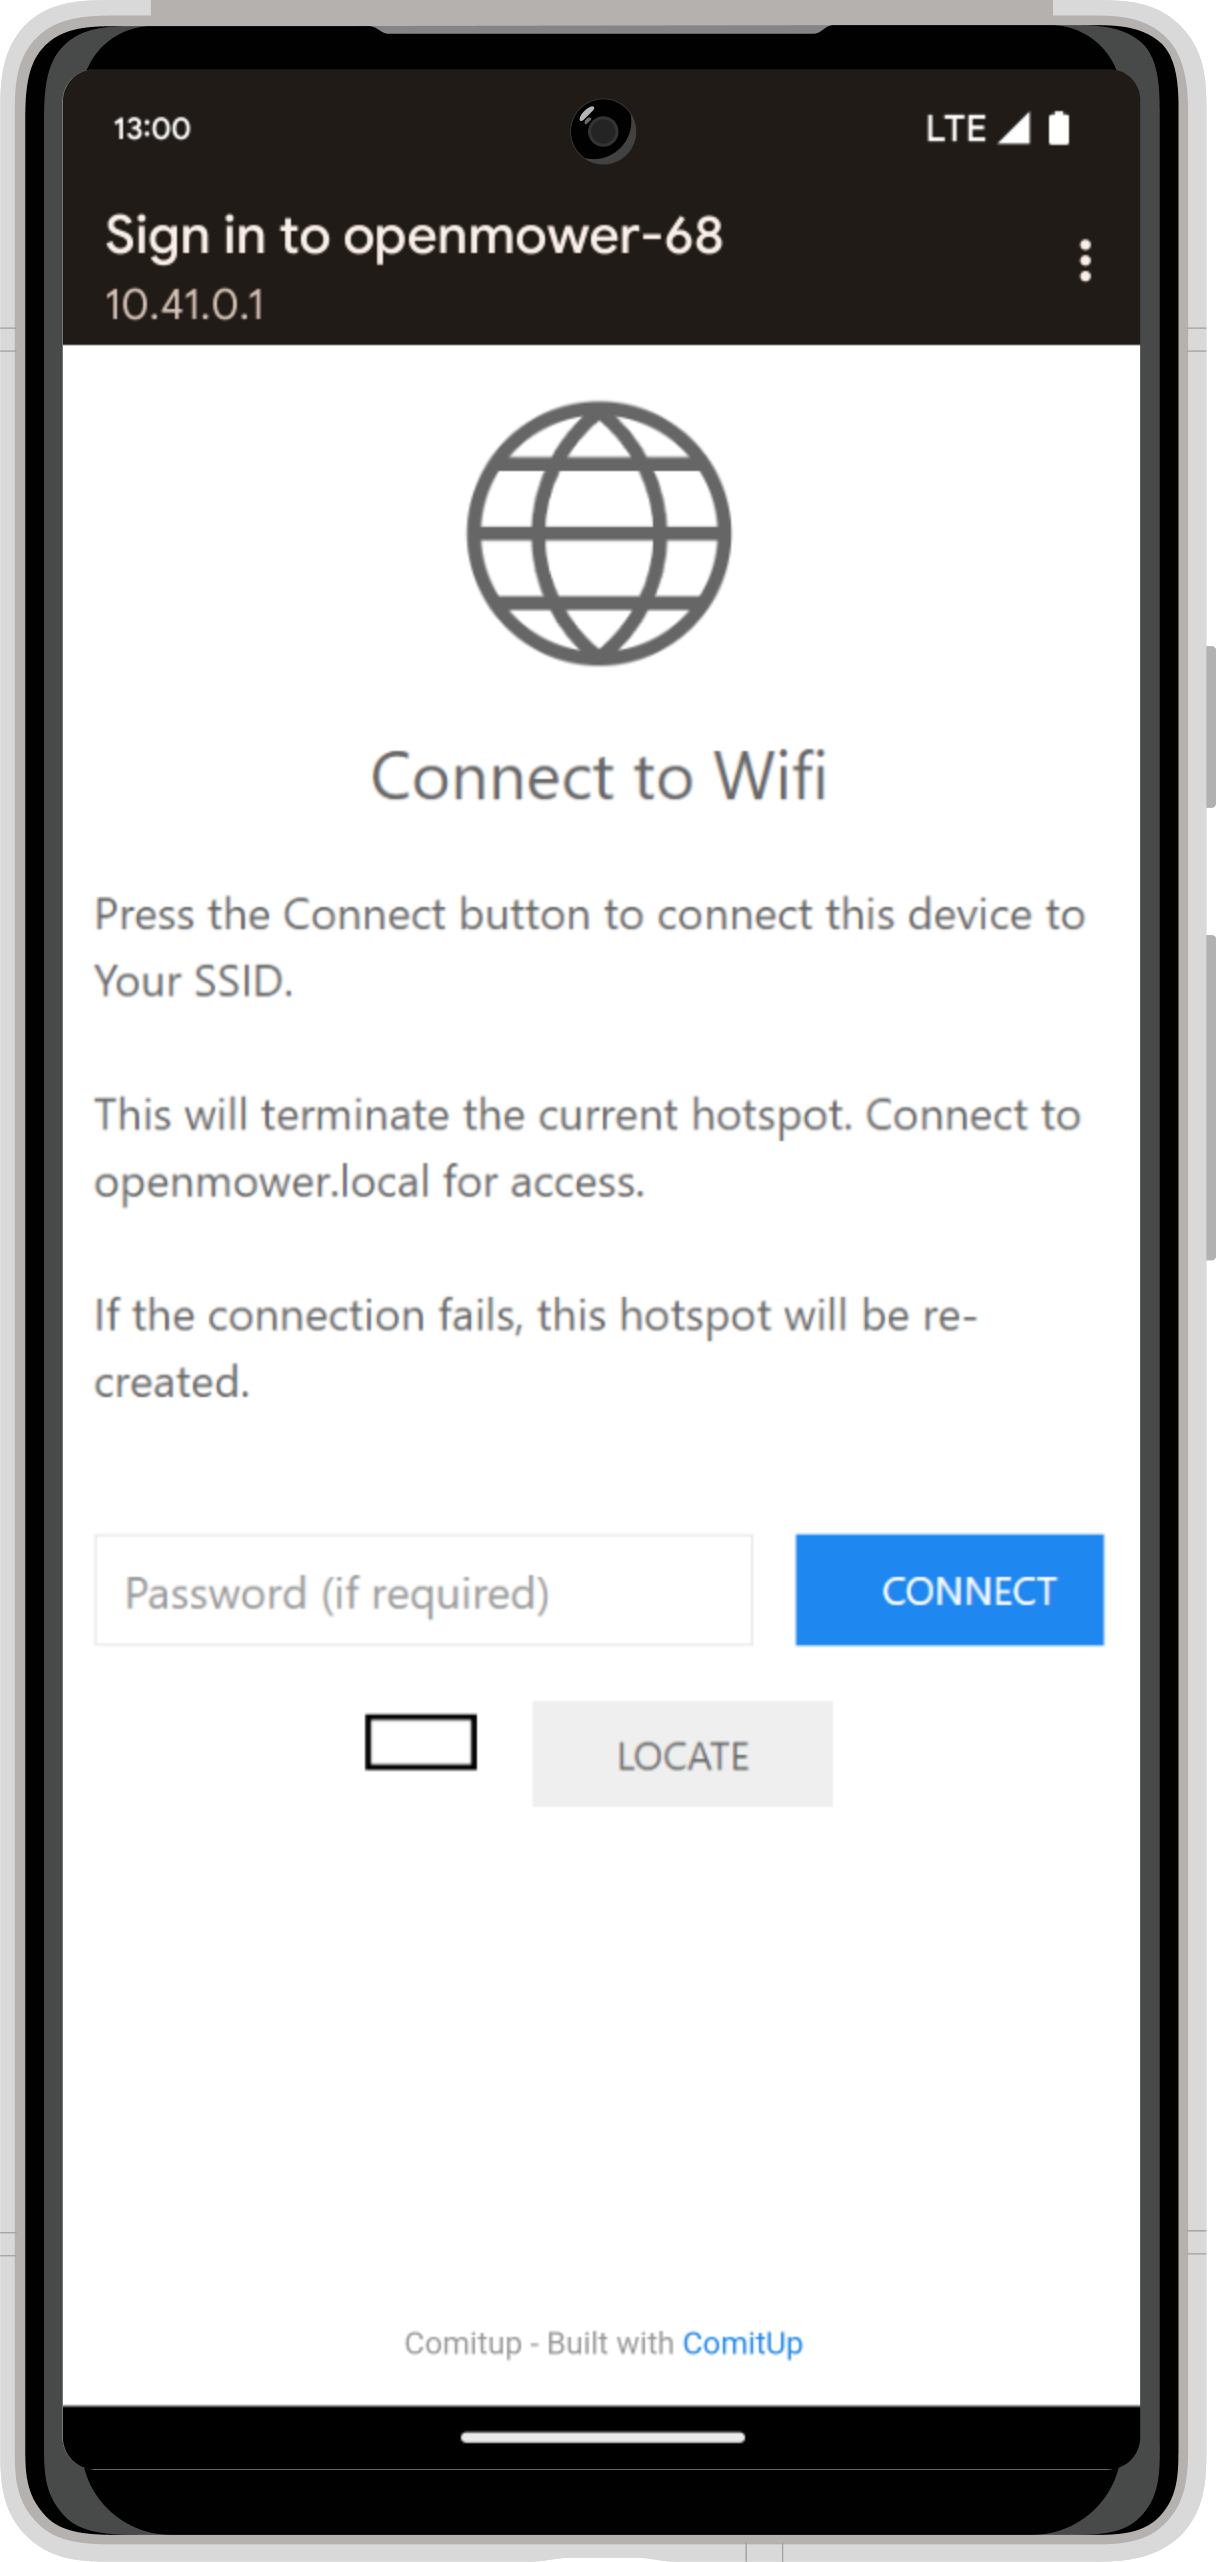 13:00
LTE
Sign in to openmower-68
10.41.0.1
Connect to Wifi
Press the Connect button to connect this device to
Your SSID.
This will terminate the current hotspot. Connect to
openmower.local for access.
If the connection fails, this hotspot will be re-
created.
Password (if required)
CONNECT
LOCATE
Comitup - Built with ComitUp